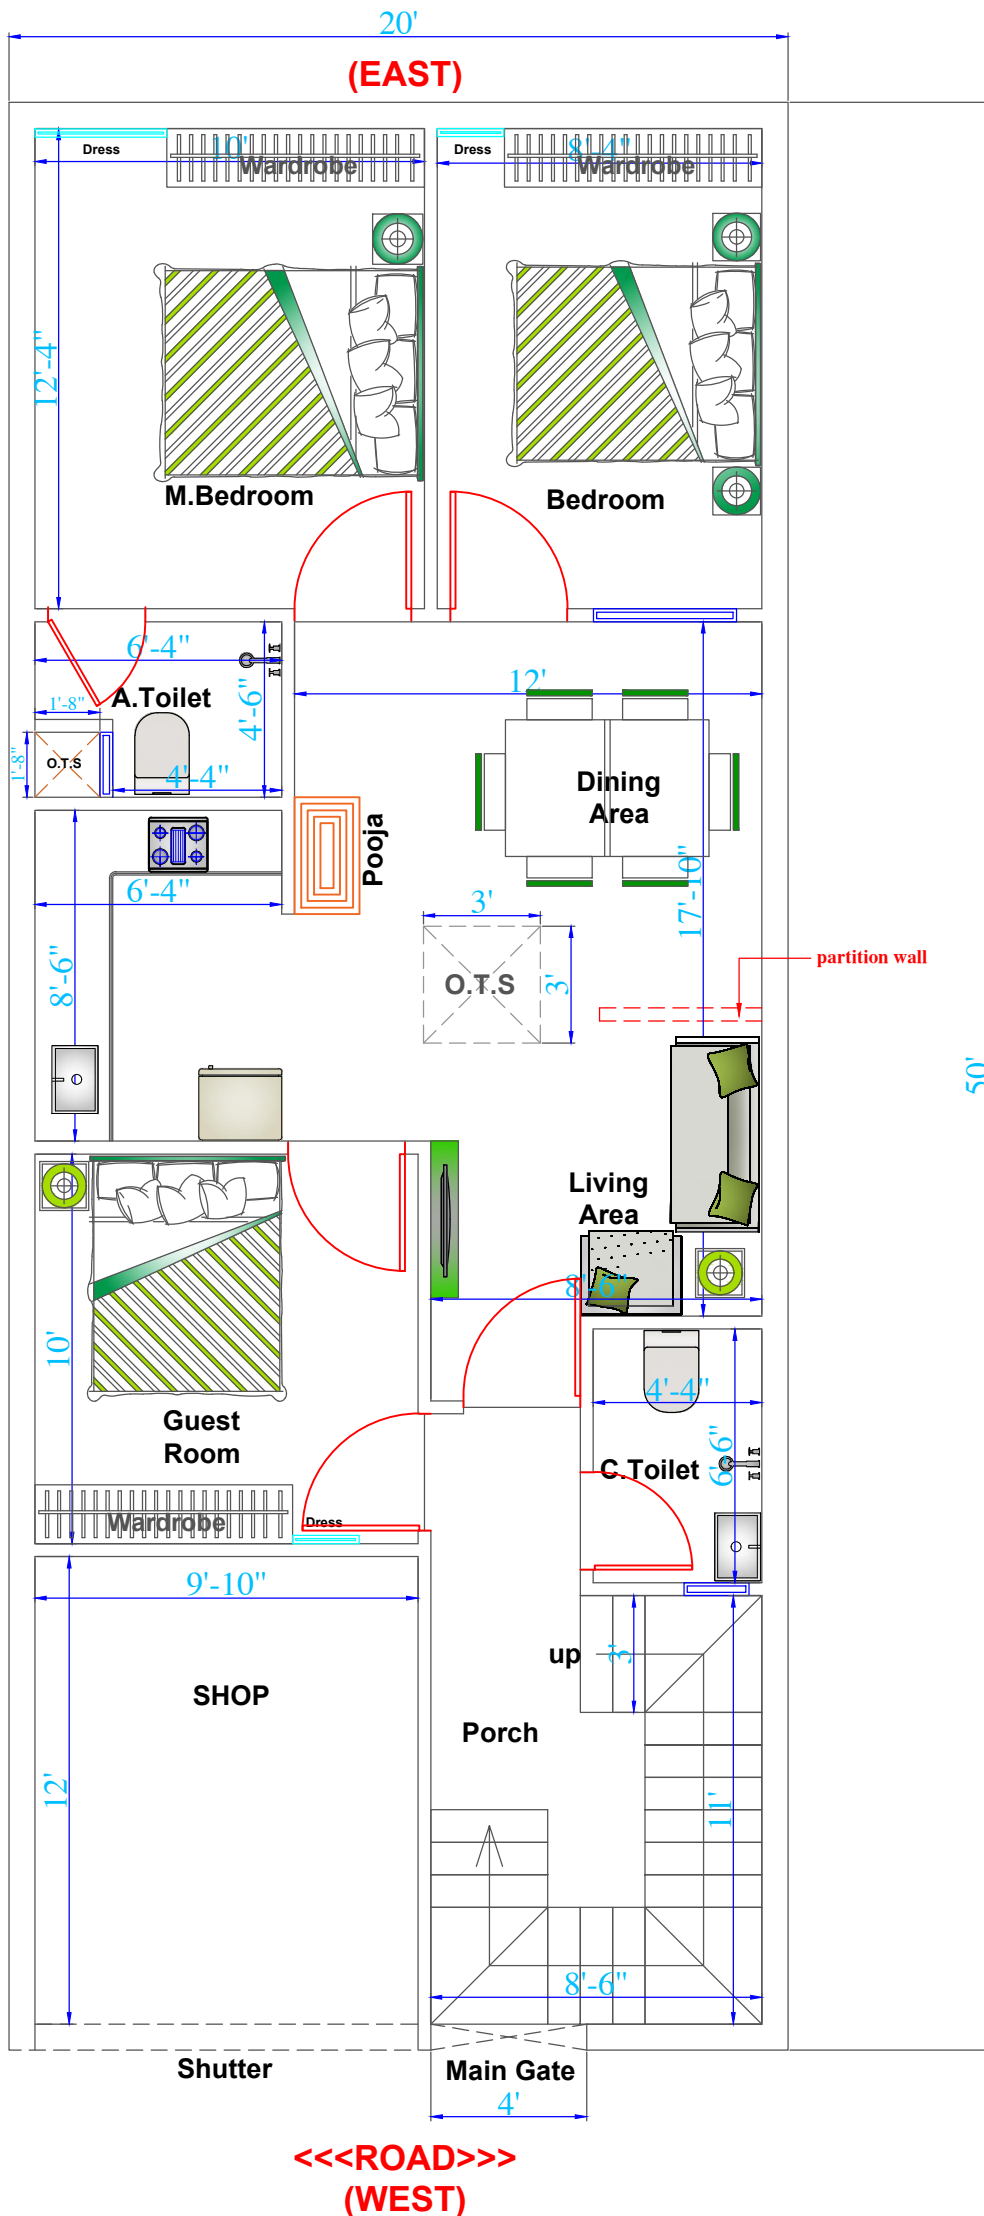 20'
(EAST)
Dress
10'
Wardrobe
Dress
8'-4"
Wardrobe
12'-4"
M.Bedroom
Bedroom
6'-4"
A.Toilet
1'-8"
4'-6"
12'
O.T.S
1'-8"
4'-4"
Dining
Area
Pooja
6'-4"
17'-10"
3'
8'-6"
O.T.S
3'
partition wall
50'
Living
Area
8'-6"
10'
4'-4"
Guest
Room
6'-6"
C.Toilet
Wardrobe
Dress
9'-10"
up
3'
SHOP
Porch
12'
11'
8'-6"
Shutter
Main Gate
4'
<<<ROAD>>>
(WEST)